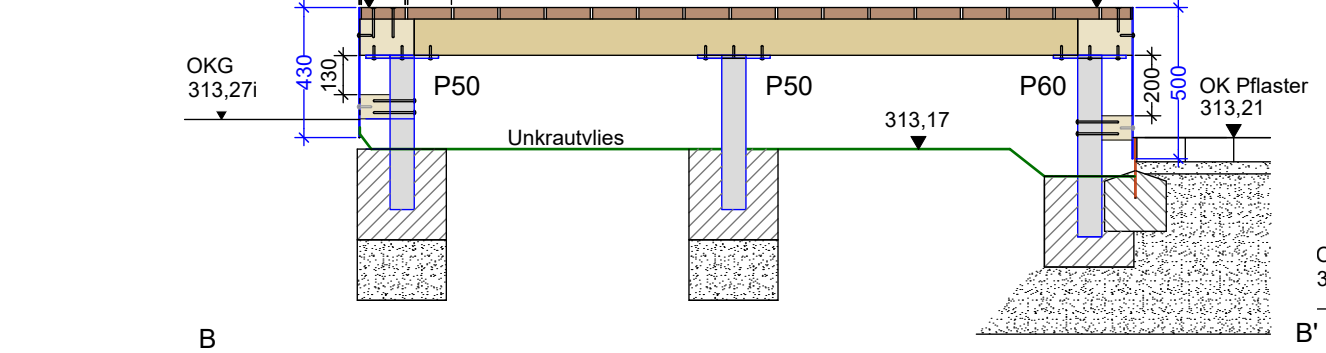 OKG
313,27i
430
130
P50
Unkrautvlies
P50
313,17
P60
200
500
OK Pflaster
313,21
B
B'